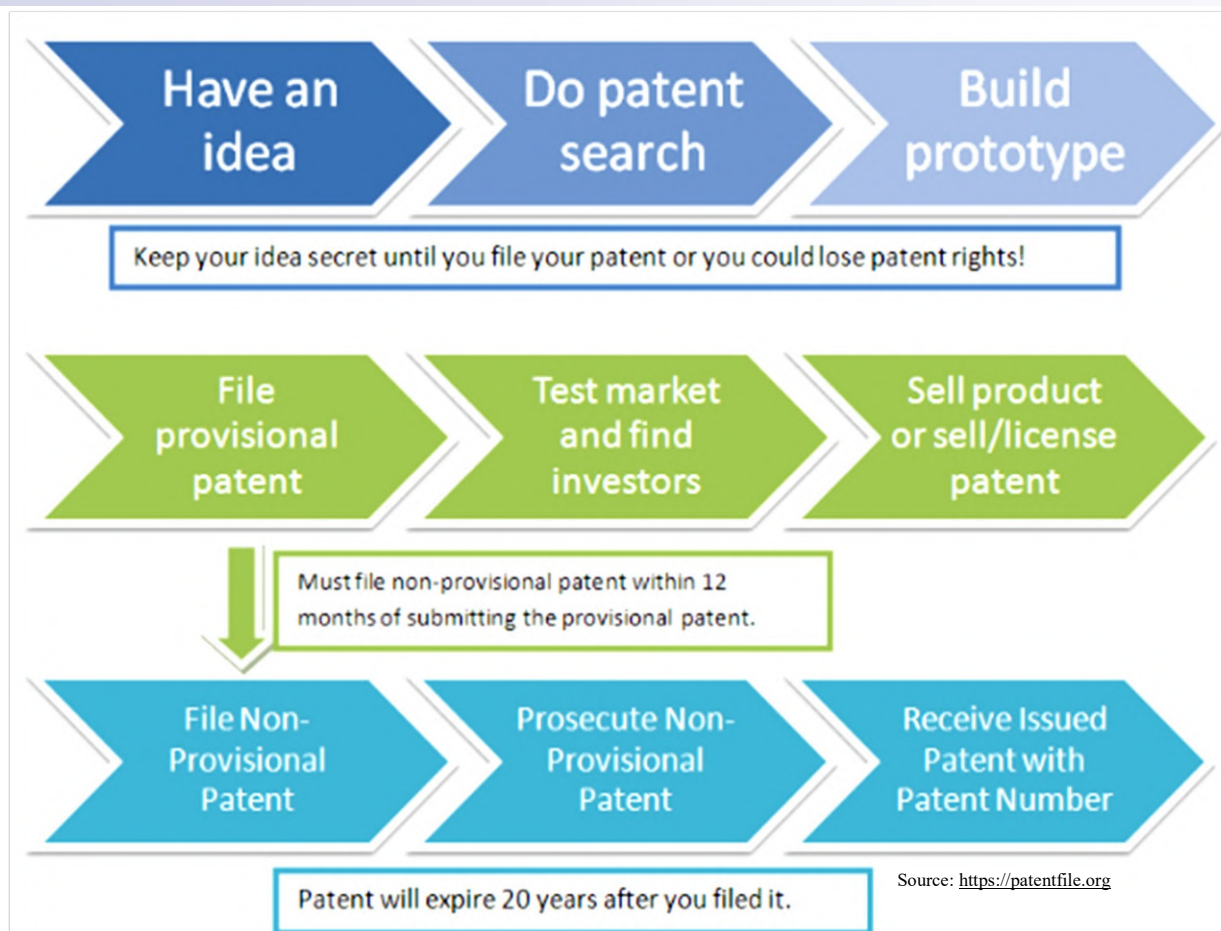 Have an
idea
Do patent
search
Build
prototype
Keep your idea secret until you file your patent or you could lose patent rights!
File
provisional
patent
Test market
and find
investors
Sell product
or sell/license
patent
Must file non-provisional patent within 12
months of submitting the provisional patent.
File Non-
Provisional
Patent
Prosecute Non-
Provisional
Patent
Receive Issued
Patent with
Patent Number
Patent will expire 20 years after you filed it.
Source: https://patentfile.org